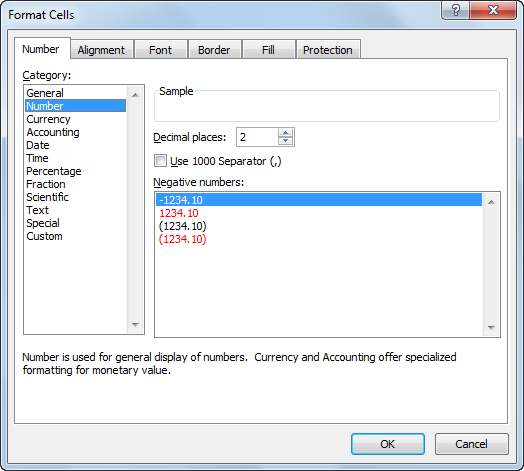 Format Cells
Number Alignment Font Border Fill Protection
Category:
General
Number
Currency
Accounting
Date
Time
Percentage
Fraction
Scientific
Text
Special
Custom
Sample
Decimal places: 2
Use 1000 Separator (,)
Negative numbers:
-1234.10
1234.10
(1234.10)
(1234.10)
Number is used for general display of numbers. Currency and Accounting offer specialized
formatting for monetary value.
OK Cancel